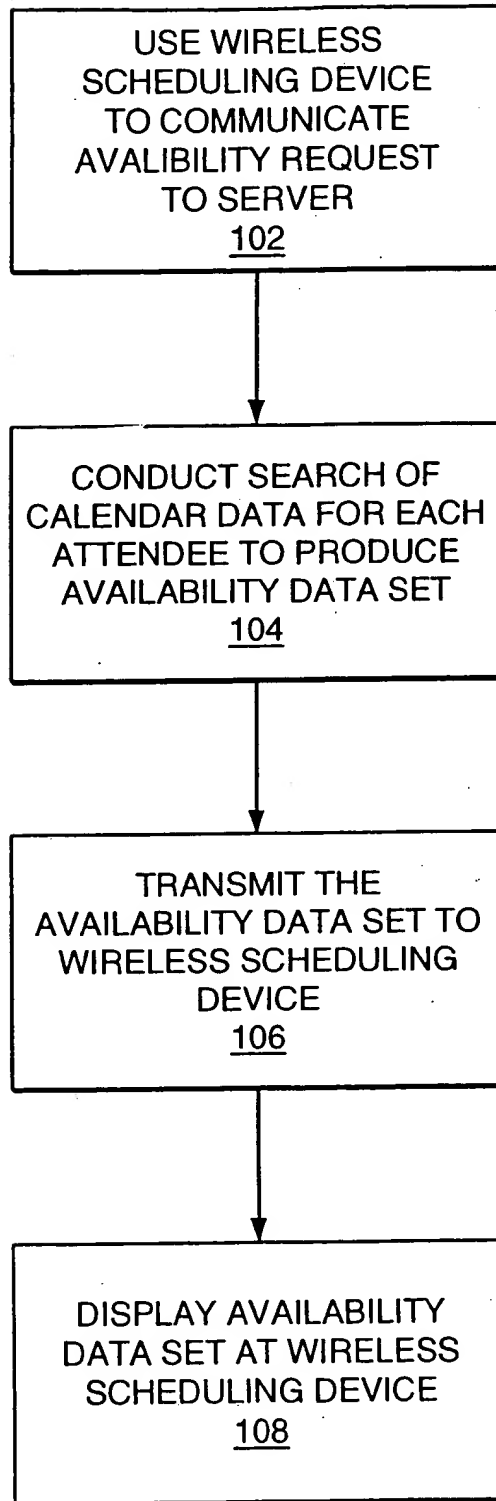 USE WIRELESS
SCHEDULING DEVICE
TO COMMUNICATE
AVALIBILITY REQUEST
TO SERVER
102
CONDUCT SEARCH OF
CALENDAR DATA FOR EACH
ATTENDEE TO PRODUCE
AVAILABILITY DATA SET
104
TRANSMIT THE
AVAILABILITY DATA SET TO
WIRELESS SCHEDULING
DEVICE
106
DISPLAY AVAILABILITY
DATA SET AT WIRELESS
SCHEDULING DEVICE
108